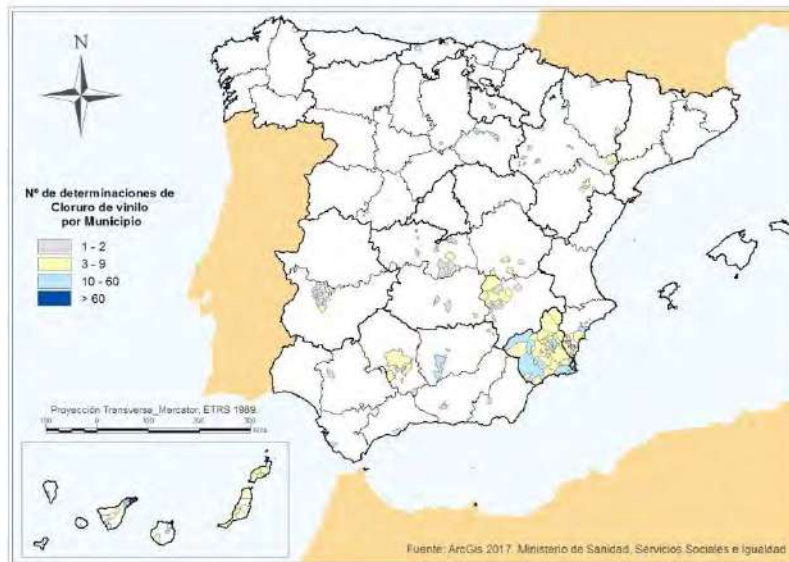 N
Nº de determinaciones de
Cloruro de vinilo
por Municipio
1 - 2
3 - 9
10 - 60
> 60
Proyección Transverse_Mercator; ETRS 1989.
100 0 100 200 300
Fuente: ArcGis 2017. Ministerio de Sanidad, Servicios Sociales e Igualdad